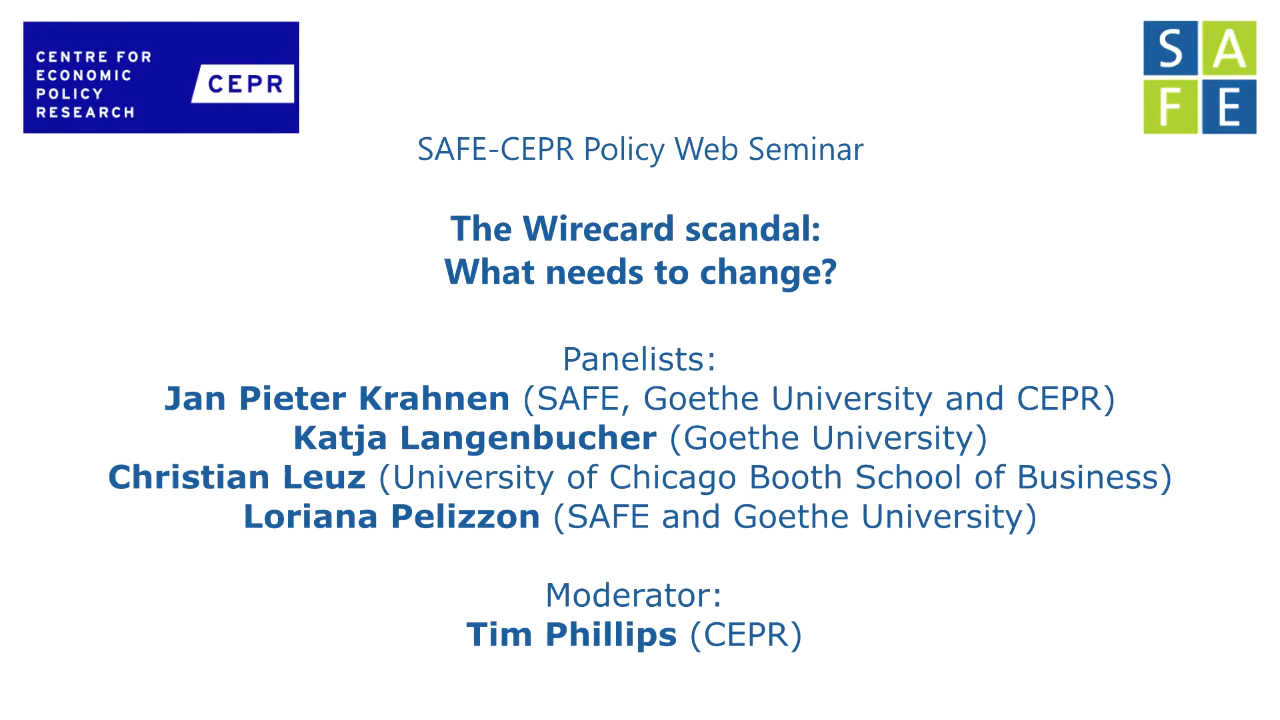 CENTRE FOR
ECONOMIC
POLICY
RESEARCH
CEPR
S A
F E
SAFE-CEPR Policy Web Seminar
The Wirecard scandal:
What needs to change?
Panelists:
Jan Pieter Krahnen (SAFE, Goethe University and CEPR)
Katja Langenbucher (Goethe University)
Christian Leuz (University of Chicago Booth School of Business)
Loriana Pelizzon (SAFE and Goethe University)
Moderator:
Tim Phillips (CEPR)